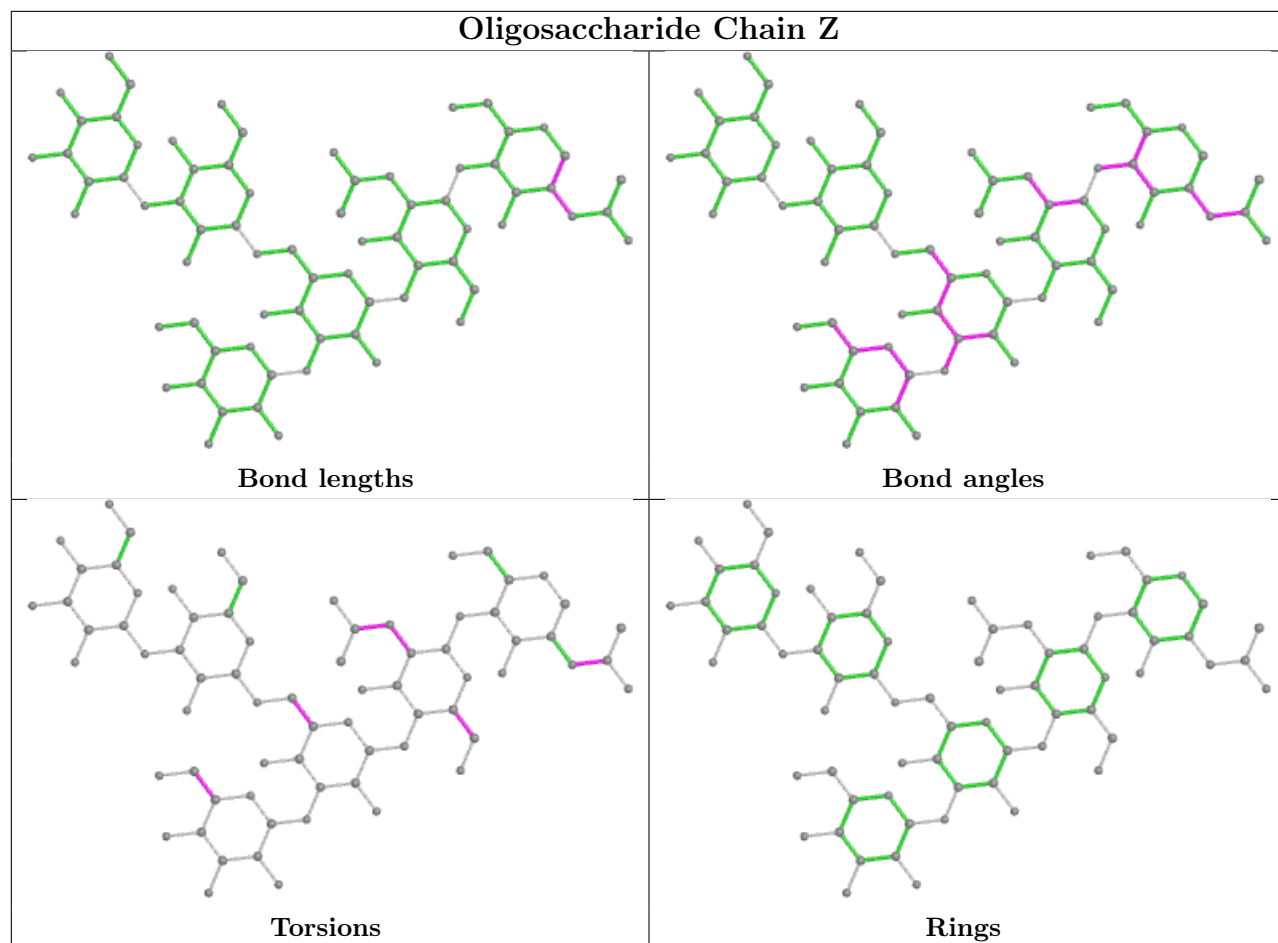 Oligosaccharide Chain Z
Bond lengths
Bond angles
Torsions
Rings